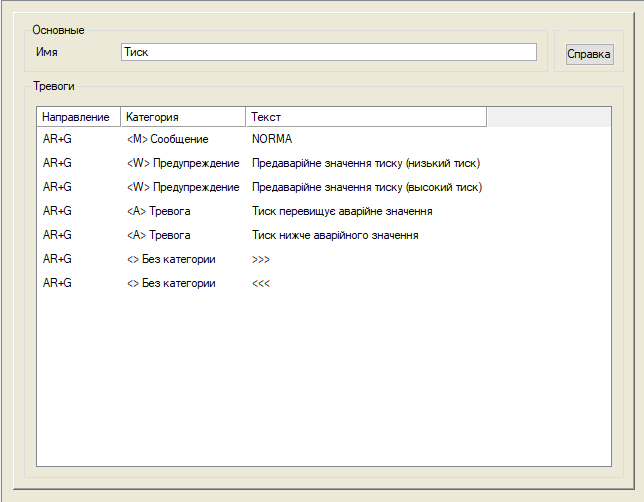 Основные
Имя Тиск Справка
Тревоги
Направление Категория Текст
AR+G <M> Сообщение NORMA
AR+G <W> Предупреждение Предаварійне значення тиску (низький тиск)
AR+G <W> Предупреждение Предаварійне значення тиску (высокий тиск)
AR+G <A> Тревога Тиск перевищує аварійне значення
AR+G <A> Тревога Тиск нижче аварійного значення
AR+G <> Без категории >>>
AR+G <> Без категории <<<